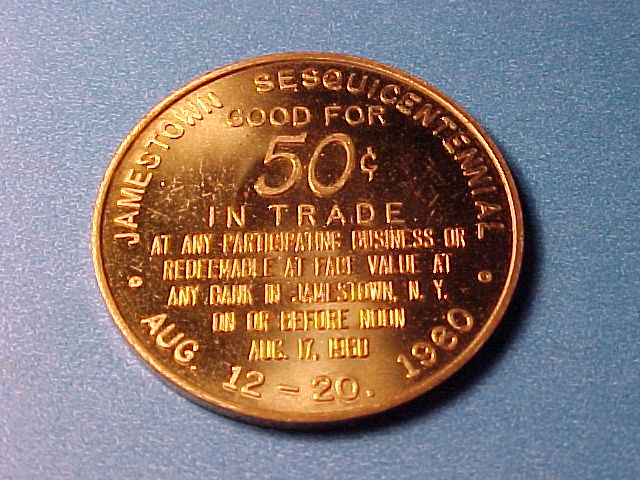 JAMESTOWN SESQUICENTENNIAL
GOOD FOR
50¢
IN TRADE
AT ANY PARTICIPATING BUSINESS OR
REDEEMABLE AT FACE VALUE AT
ANY BANK IN JAMESTOWN, N. Y.
ON OR BEFORE NOON
AUG. 17, 1960
AUG. 12 - 20. 1960